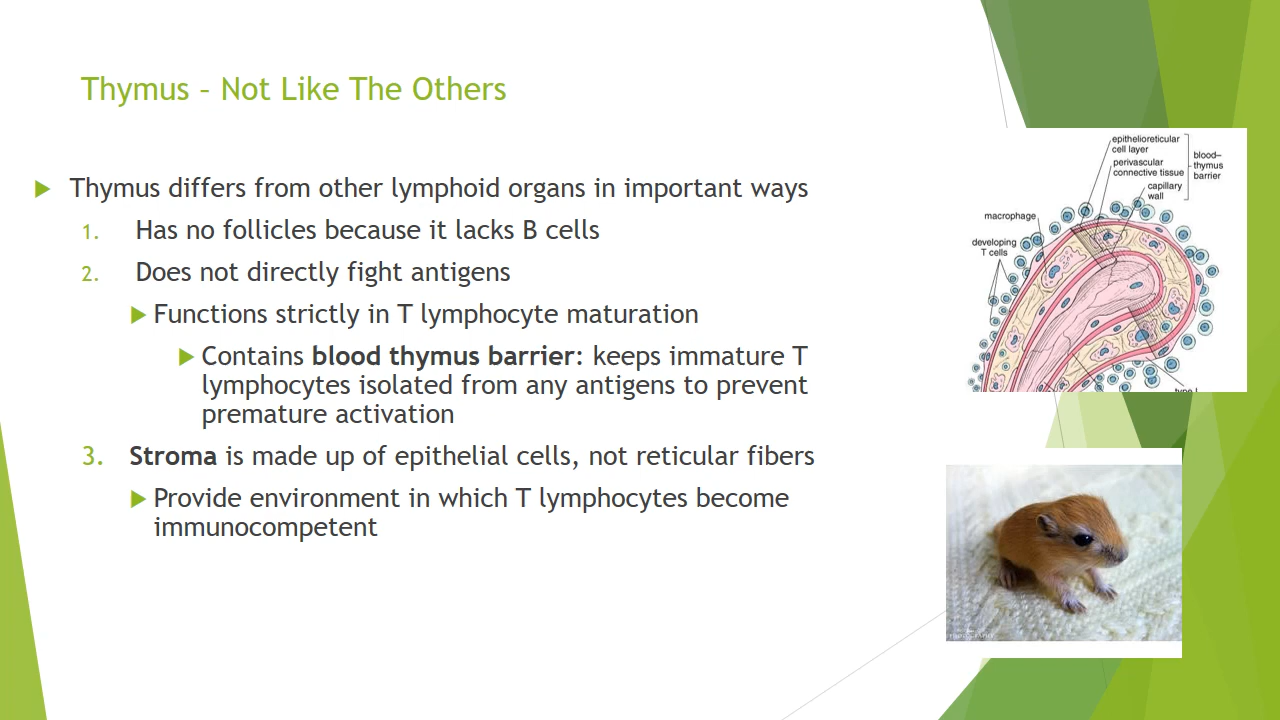 Thymus – Not Like The Others
Thymus differs from other lymphoid organs in important ways
1. Has no follicles because it lacks B cells
2. Does not directly fight antigens
Functions strictly in T lymphocyte maturation
Contains blood thymus barrier: keeps immature T
lymphocytes isolated from any antigens to prevent
premature activation
3. Stroma is made up of epithelial cells, not reticular fibers
Provide environment in which T lymphocytes become
immunocompetent
epithelioreticular
cell layer
perivascular
connective tissue
capillary
wall
blood–
thymus
barrier
macrophage
developing
T cells